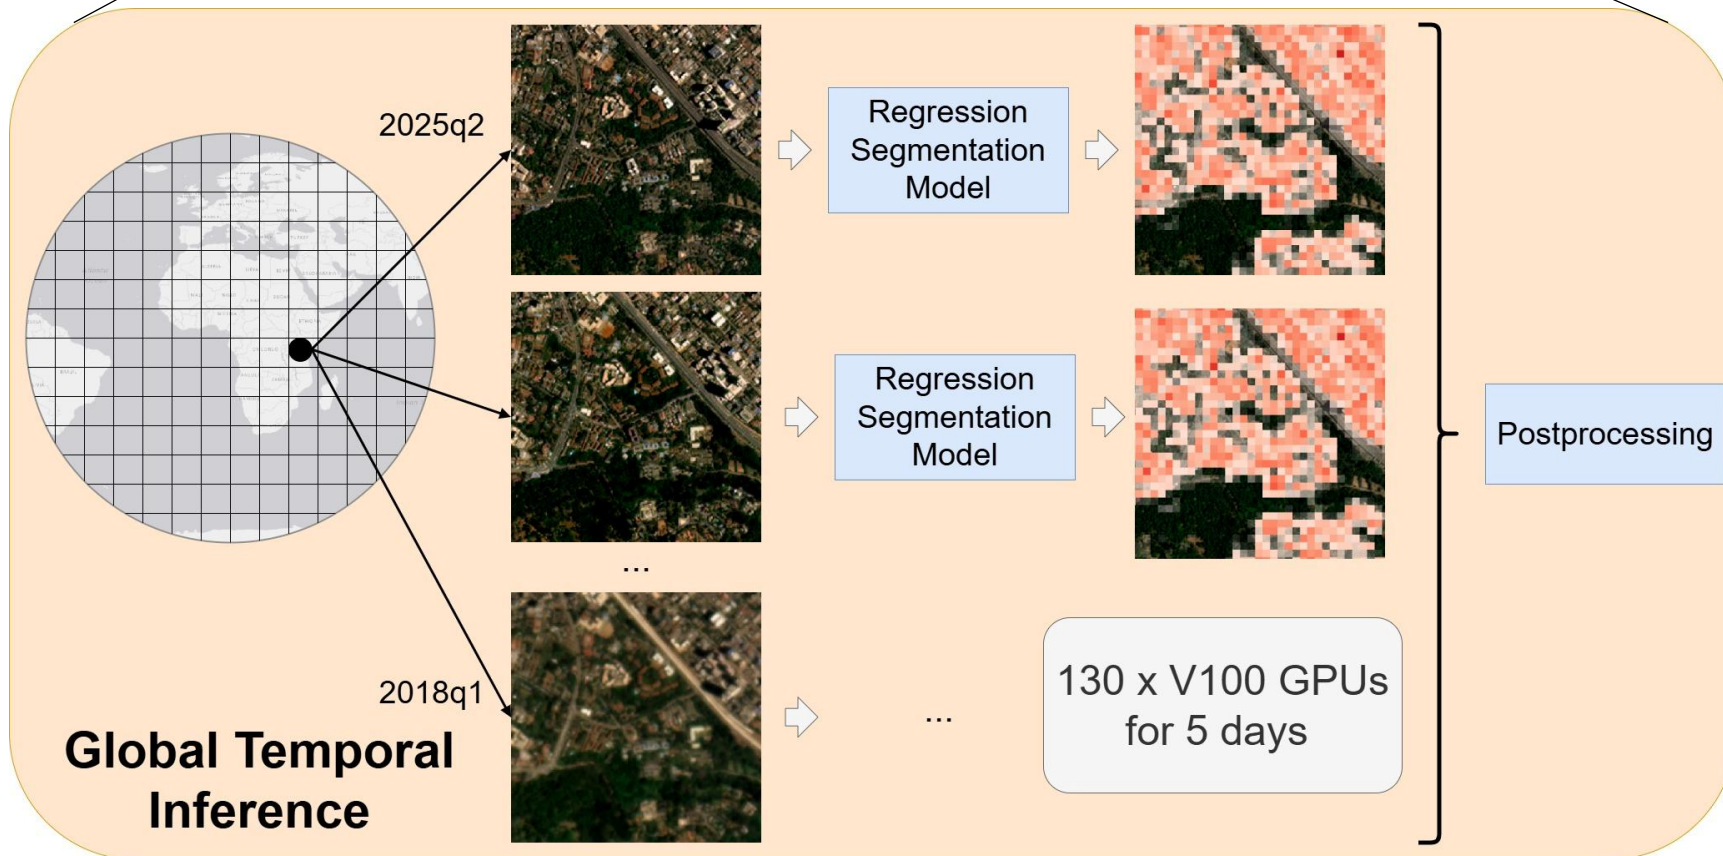 2025q2
Regression
Segmentation
Model
Regression
Segmentation
Model
Postprocessing
...
2018q1
...
130 x V100 GPUs
for 5 days
Global Temporal
Inference